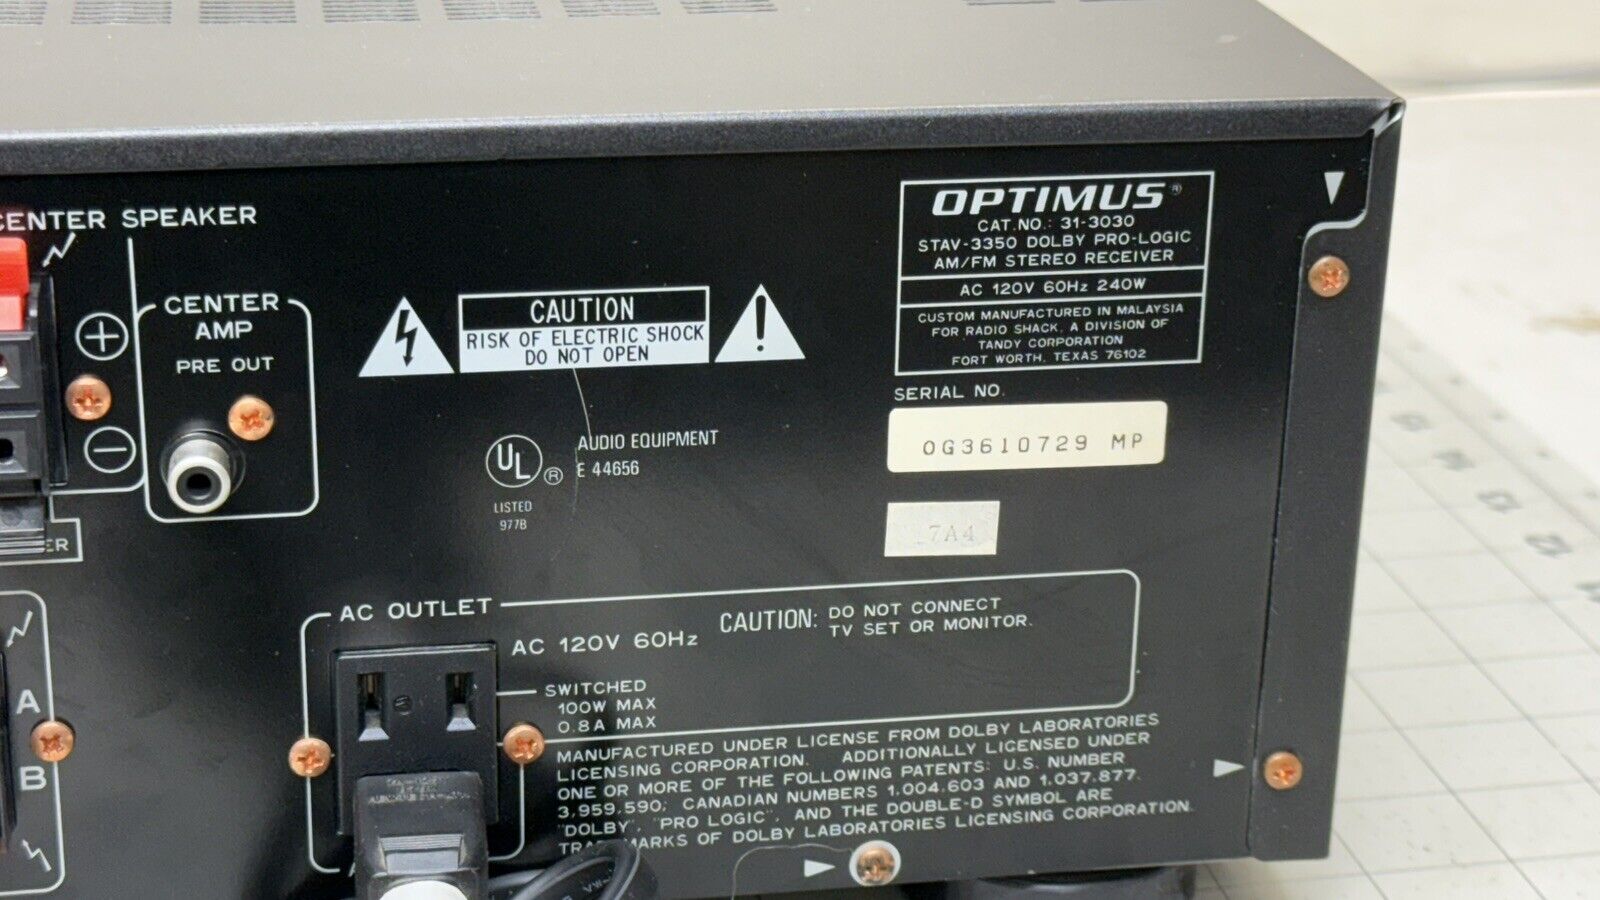 CENTER SPEAKER
CENTER
AMP
PRE OUT
CAUTION
RISK OF ELECTRIC SHOCK
DO NOT OPEN
UL ®
LISTED
977B
AUDIO EQUIPMENT
E 44656
OPTIMUS®
CAT. NO.: 31-3030
STAV-3350 DOLBY PRO-LOGIC
AM/FM STEREO RECEIVER
AC 120V 60Hz 240W
CUSTOM MANUFACTURED IN MALAYSIA
FOR RADIO SHACK, A DIVISION OF
TANDY CORPORATION
FORT WORTH, TEXAS 76102
SERIAL NO.
OG3610729 MP
7A4
A
B
AC OUTLET
AC 120V 60Hz
CAUTION: DO NOT CONNECT
TV SET OR MONITOR.
SWITCHED
100W MAX
0.8A MAX
MANUFACTURED UNDER LICENSE FROM DOLBY LABORATORIES
LICENSING CORPORATION. ADDITIONALLY LICENSED UNDER
ONE OR MORE OF THE FOLLOWING PATENTS: U.S. NUMBER
3,959,590; CANADIAN NUMBERS 1,004,603 AND 1,037,877.
"DOLBY", "PRO LOGIC", AND THE DOUBLE-D SYMBOL ARE
TRADEMARKS OF DOLBY LABORATORIES LICENSING CORPORATION.